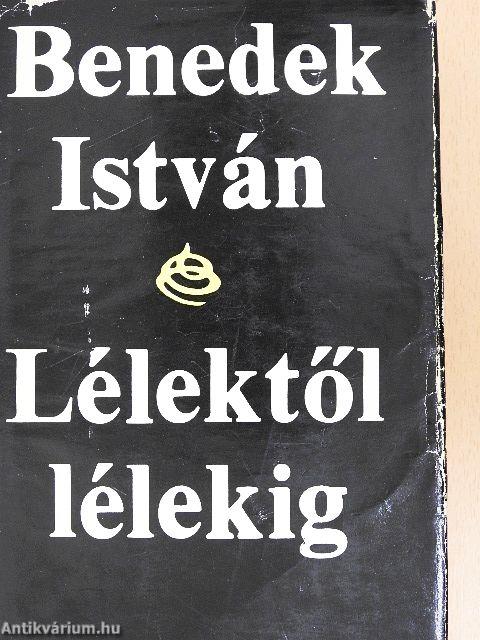 Benedek
István
Lélektől
lélekig
Antikvárium.hu